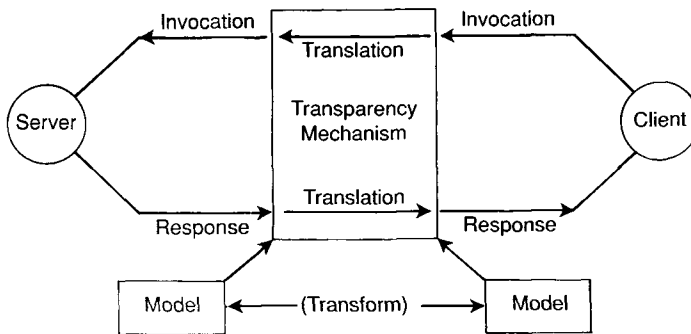 Invocation
Invocation
Translation
Server
Transparency
Mechanism
Client
Translation
Response
Response
Model
(Transform)
Model